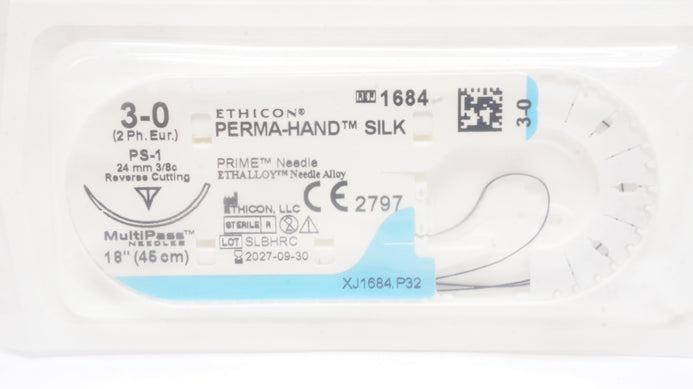 3-0
(2 Ph. Eur.)
PS-1
24 mm 3/8c
Reverse Cutting
MultiPass™
NEEDLES
18" (45 cm)
ETHICON®
PERMA-HAND™ SILK
REF 1684
PRIME™ Needle
ETHALLOY™ Needle Alloy
ETHICON, LLC
CE 2797
STERILE R
LOT SLBHRC
2027-09-30
XJ1684.P32
3-0